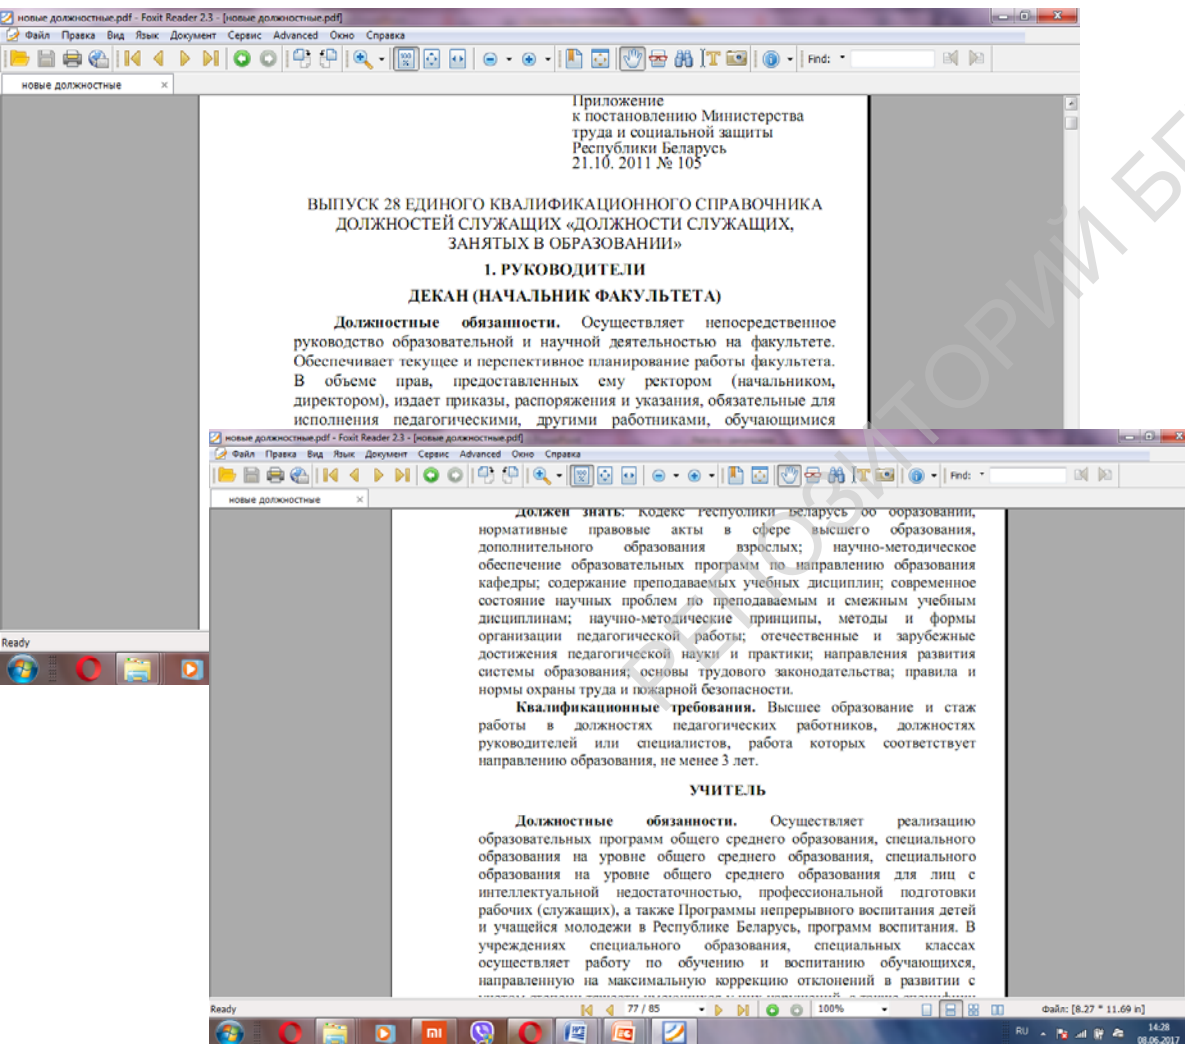 новые должностные.pdf - Foxit Reader 2.3 - [новые должностные.pdf]
Файл Правка Вид Язык Документ Сервис Advanced Окно Справка
Find:
новые должностные
Приложение
к постановлению Министерства
труда и социальной защиты
Республики Беларусь
21.10. 2011 № 105
ВЫПУСК 28 ЕДИНОГО КВАЛИФИКАЦИОННОГО СПРАВОЧНИКА
ДОЛЖНОСТЕЙ СЛУЖАЩИХ «ДОЛЖНОСТИ СЛУЖАЩИХ,
ЗАНЯТЫХ В ОБРАЗОВАНИИ»
1. РУКОВОДИТЕЛИ
ДЕКАН (НАЧАЛЬНИК ФАКУЛЬТЕТА)
Должностные обязанности. Осуществляет непосредственное
руководство образовательной и научной деятельностью на факультете.
Обеспечивает текущее и перспективное планирование работы факультета.
В объеме прав, предоставленных ему ректором (начальником,
директором), издает приказы, распоряжения и указания, обязательные для
исполнения педагогическими, другими работниками, обучающимися
Ready
новые должностные.pdf - Foxit Reader 2.3 - [новые должностные.pdf]
Файл Правка Вид Язык Документ Сервис Advanced Окно Справка
Find:
новые должностные
Должен знать: Кодекс Республики Беларусь об образовании,
нормативные правовые акты в сфере высшего образования,
дополнительного образования взрослых; научно-методическое
обеспечение образовательных программ по направлению образования
кафедры; содержание преподаваемых учебных дисциплин; современное
состояние научных проблем по преподаваемым и смежным учебным
дисциплинам; научно-методические принципы, методы и формы
организации педагогической работы; отечественные и зарубежные
достижения педагогической науки и практики; направления развития
системы образования; основы трудового законодательства; правила и
нормы охраны труда и пожарной безопасности.
Квалификационные требования. Высшее образование и стаж
работы в должностях педагогических работников, должностях
руководителей или специалистов, работа которых соответствует
направлению образования, не менее 3 лет.
УЧИТЕЛЬ
Должностные обязанности. Осуществляет реализацию
образовательных программ общего среднего образования, специального
образования на уровне общего среднего образования, специального
образования на уровне общего среднего образования для лиц с
интеллектуальной недостаточностью, профессиональной подготовки
рабочих (служащих), а также Программы непрерывного воспитания детей
и учащейся молодежи в Республике Беларусь, программ воспитания. В
учреждениях специального образования, специальных классах
осуществляет работу по обучению и воспитанию обучающихся,
направленную на максимальную коррекцию отклонений в развитии с
Ready
77 / 85
100%
Файл: [8.27 * 11.69 in]
RU
14:28
08.06.2017
РЕПОЗИТОРИЙ